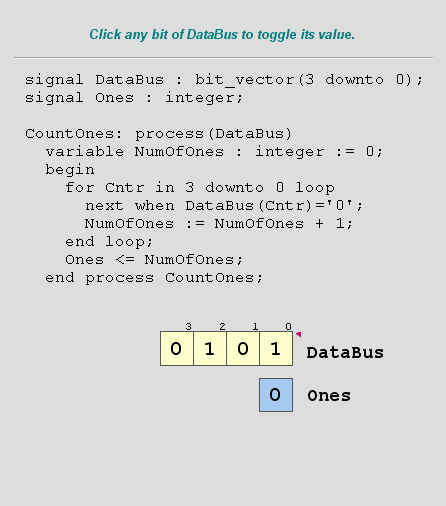 Click any bit of DataBus to toggle its value.
signal DataBus : bit_vector(3 downto 0);
signal Ones : integer;
CountOnes: process(DataBus)
variable NumOfOnes : integer := 0;
begin
for Cntr in 3 downto 0 loop
next when DataBus(Cntr)='0';
NumOfOnes := NumOfOnes + 1;
end loop;
Ones <= NumOfOnes;
end process CountOnes;
3 2 1 0
0 1 0 1 DataBus
0 Ones